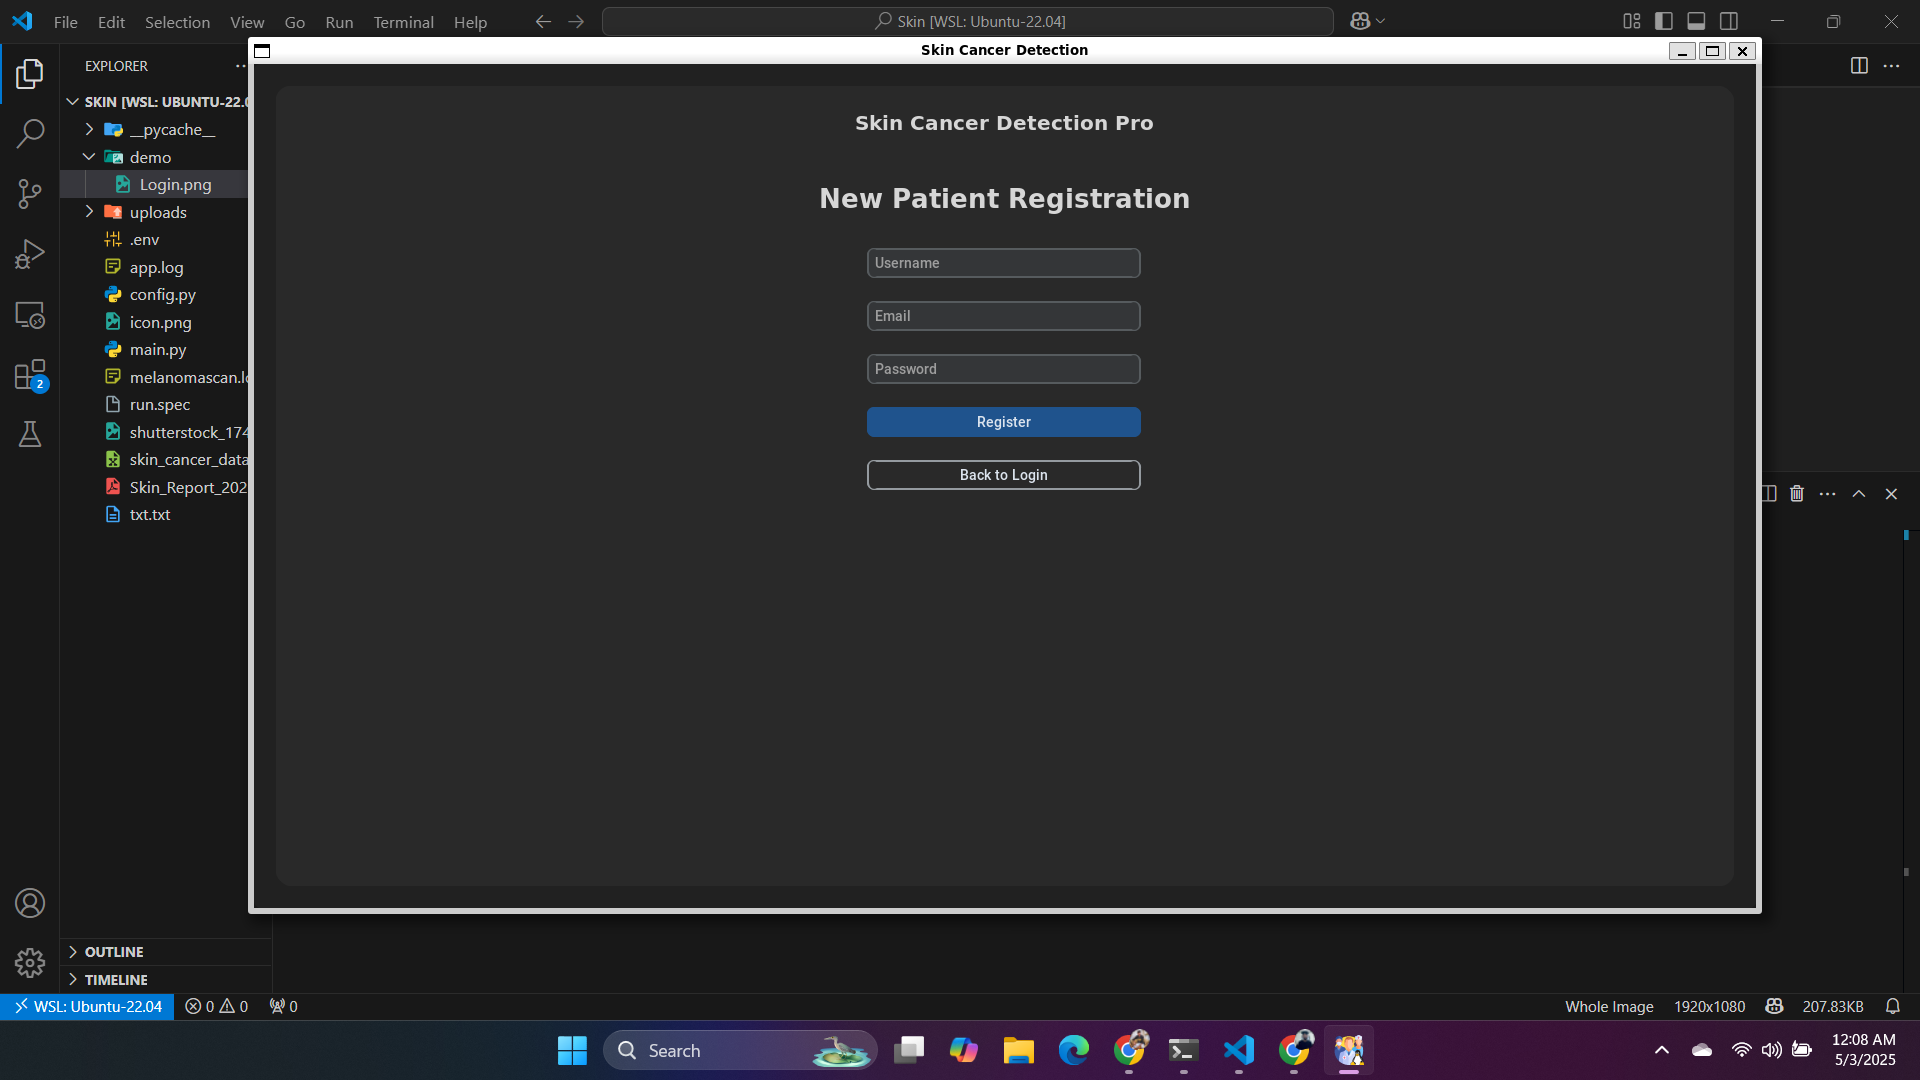 File Edit Selection View Go Run Terminal Help
Skin [WSL: Ubuntu-22.04]
Skin Cancer Detection
EXPLORER
SKIN [WSL: UBUNTU-22.0
__pycache__
demo
Login.png
uploads
.env
app.log
config.py
icon.png
main.py
melanomascan.lo
run.spec
shutterstock_174
skin_cancer_data
Skin_Report_202
txt.txt
2
Skin Cancer Detection Pro
New Patient Registration
Username
Email
Password
Register
Back to Login
OUTLINE
TIMELINE
WSL: Ubuntu-22.04 0 0 0
Whole Image 1920x1080 207.83KB
Search
12:08 AM
5/3/2025